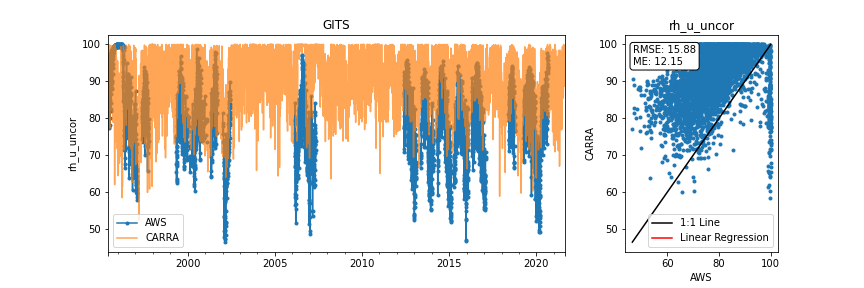 GITS
rh_u_uncor
100
90
80
70
60
50
rh_u_uncor
AWS
CARRA
2000
2005
2010
2015
2020
rh_u_uncor
RMSE: 15.88
ME: 12.15
100
90
80
70
60
50
CARRA
1:1 Line
Linear Regression
60
80
100
AWS